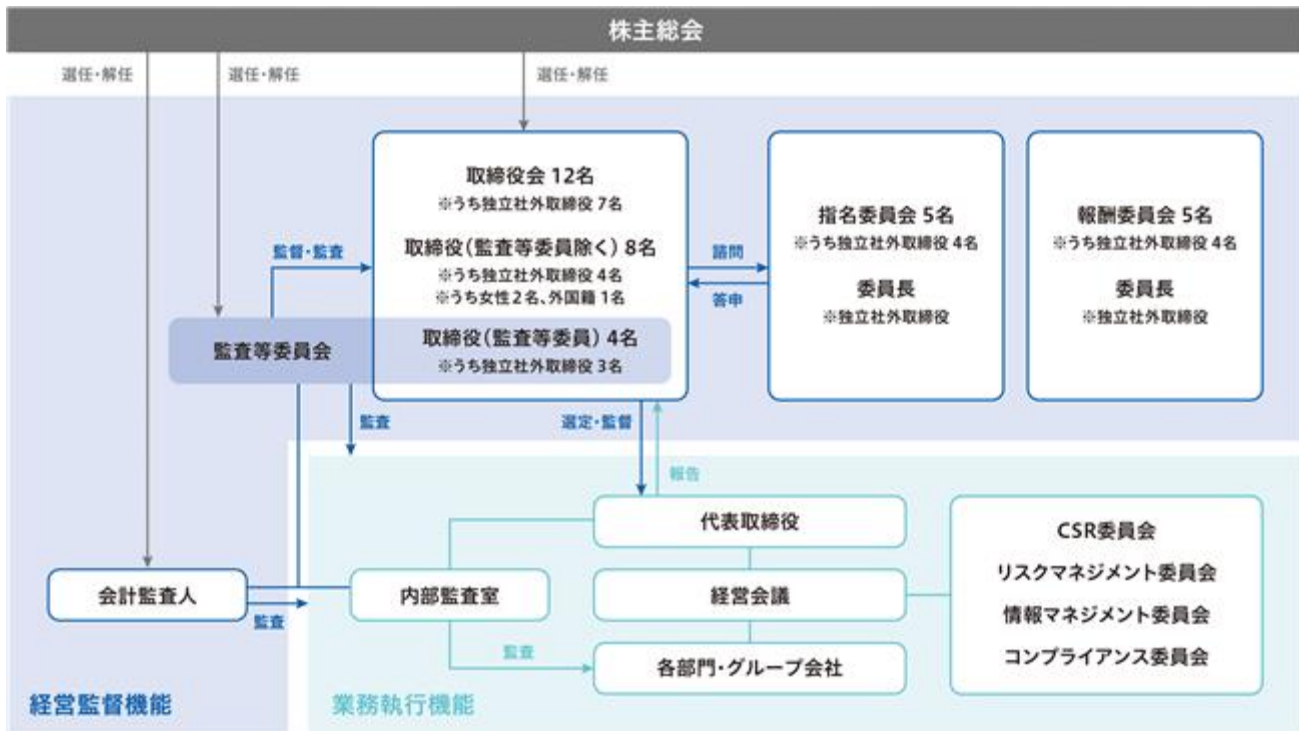 株主総会
選任・解任
選任・解任
選任・解任
取締役会 12名
※うち独立社外取締役 7名
取締役(監査等委員除く) 8名
※うち独立社外取締役 4名
※うち女性 2名、外国籍 1名
取締役(監査等委員) 4名
※うち独立社外取締役 3名
監督・監査
監査等委員会
諮問
答申
指名委員会 5名
※うち独立社外取締役 4名
委員長
※独立社外取締役
報酬委員会 5名
※うち独立社外取締役 4名
委員長
※独立社外取締役
監査
選定・監督
報告
代表取締役
会計監査人
監査
内部監査室
経営会議
監査
各部門・グループ会社
CSR委員会
リスクマネジメント委員会
情報マネジメント委員会
コンプライアンス委員会
経営監督機能
業務執行機能